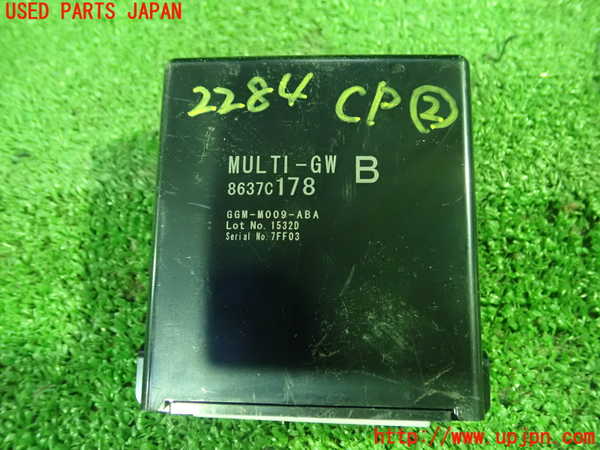 USED PARTS JAPAN
2284 CP ②
MULTI-GW B
8637C178
GGM-M009-ABA
Lot No. 1532D
Serial No. 7FF03
http://www.upjpn.com